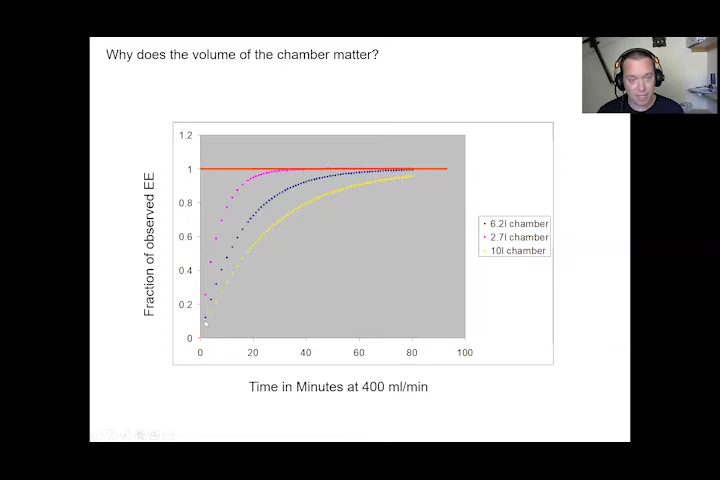 Why does the volume of the chamber matter?
Fraction of observed EE
1.2
1
0.8
0.6
0.4
0.2
0
0 20 40 60 80 100
6.2l chamber
2.7l chamber
10l chamber
Time in Minutes at 400 ml/min